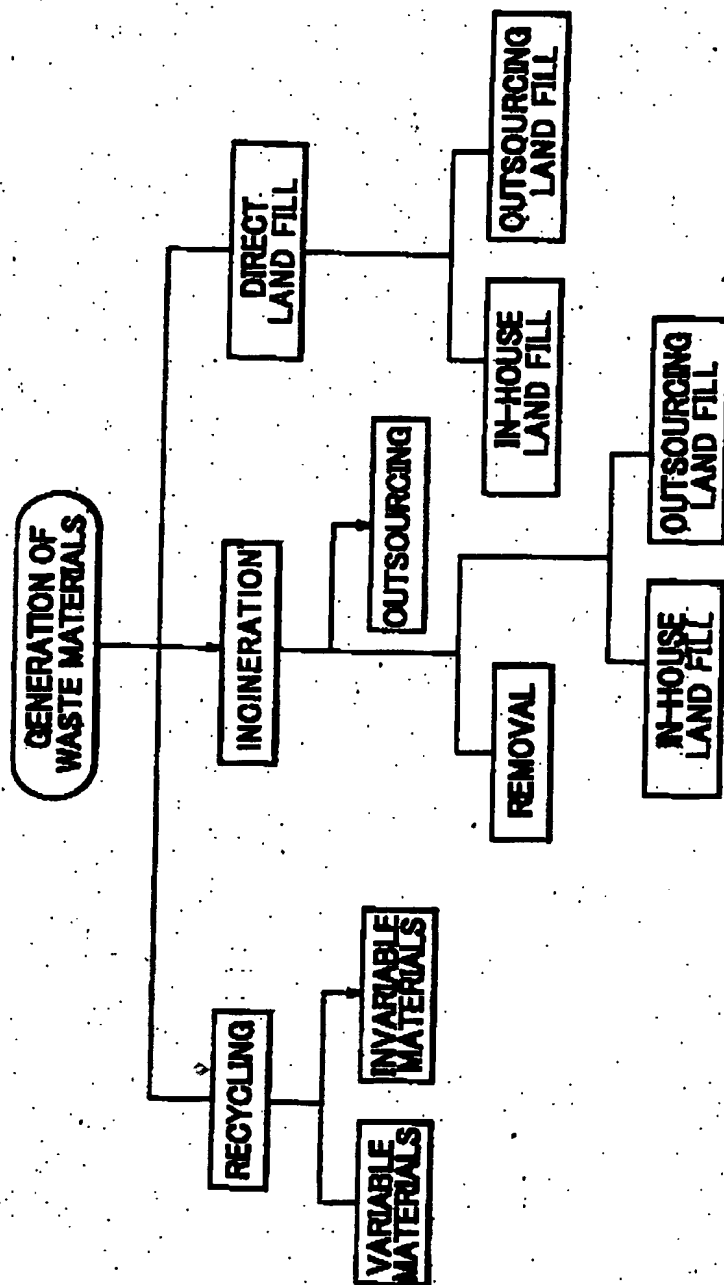 GENERATION OF
WASTE MATERIALS
RECYCLING
INCINERATION
DIRECT
LAND FILL
VARIABLE
MATERIALS
INVARIABLE
MATERIALS
OUTSOURCING
REMOVAL
IN-HOUSE
LAND FILL
OUTSOURCING
LAND FILL
IN-HOUSE
LAND FILL
OUTSOURCING
LAND FILL